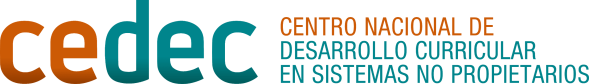 cedec
CENTRO NACIONAL DE
DESARROLLO CURRICULAR
EN SISTEMAS NO PROPIETARIOS